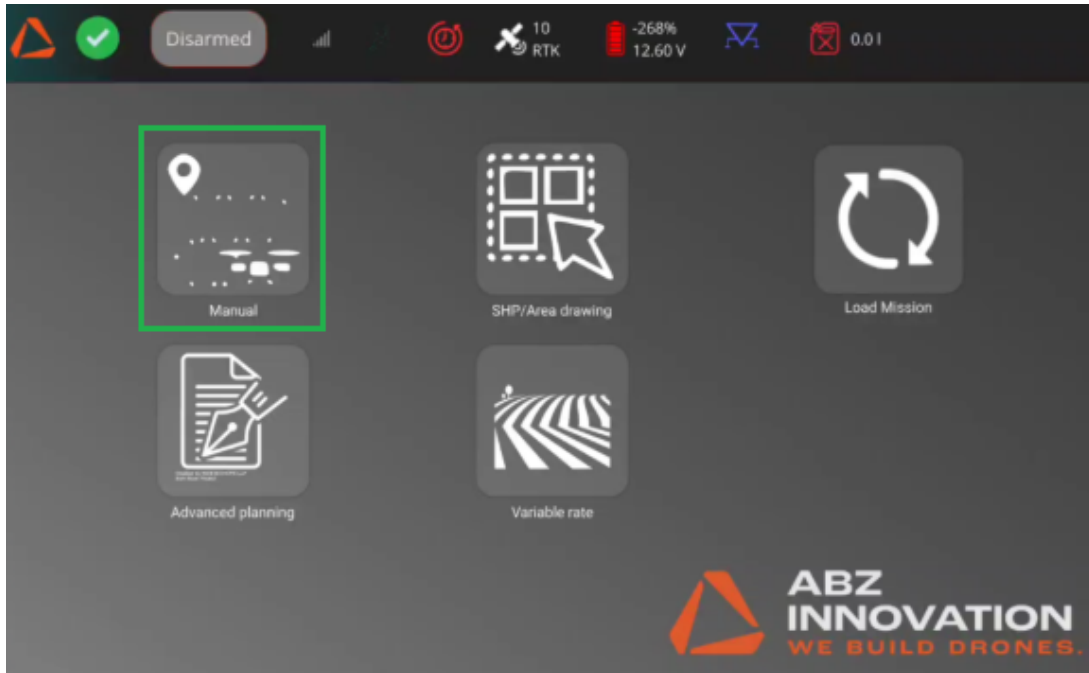 Disarmed
10
RTK
-268%
12.60 V
0.0 l
Manual
SHP/Area drawing
Load Mission
Advanced planning
Variable rate
ABZ
INNOVATION
WE BUILD DRONES.